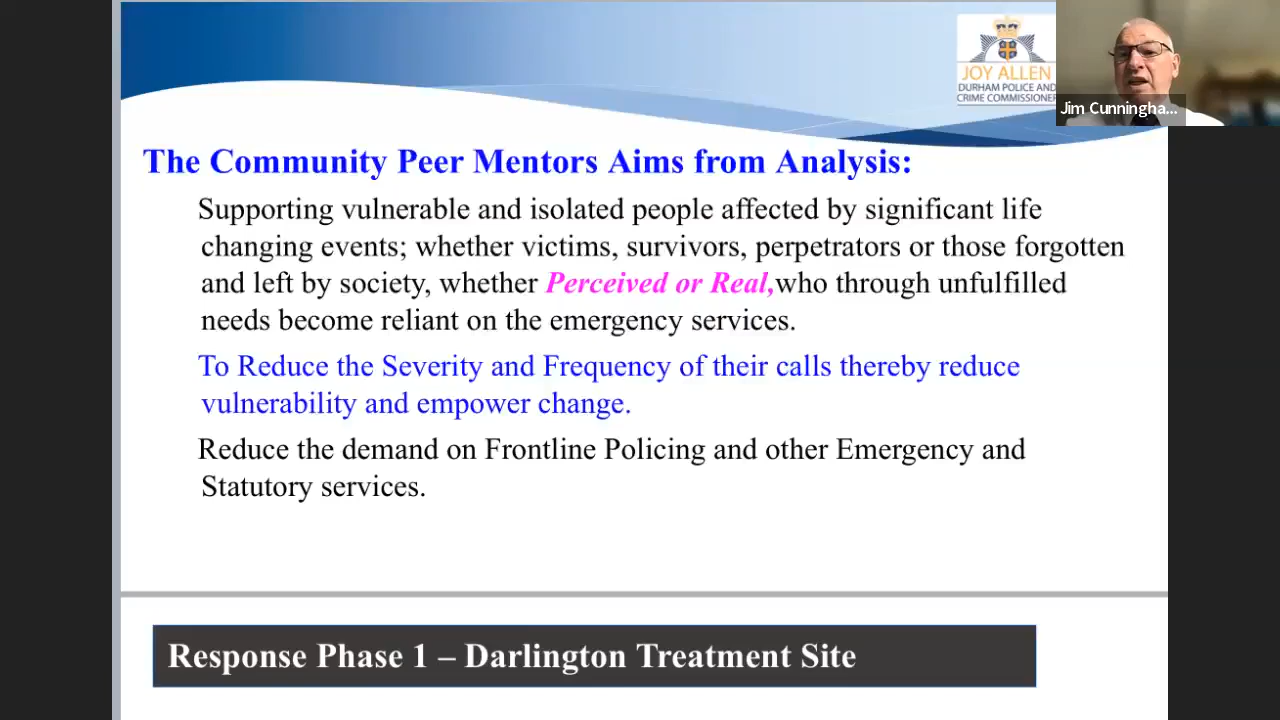 JOY ALLEN
DURHAM POLICE AND
CRIME COMMISSIONER
Jim Cunningha...
The Community Peer Mentors Aims from Analysis:
Supporting vulnerable and isolated people affected by significant life
changing events; whether victims, survivors, perpetrators or those forgotten
and left by society, whether Perceived or Real,who through unfulfilled
needs become reliant on the emergency services.
To Reduce the Severity and Frequency of their calls thereby reduce
vulnerability and empower change.
Reduce the demand on Frontline Policing and other Emergency and
Statutory services.
Response Phase 1 – Darlington Treatment Site